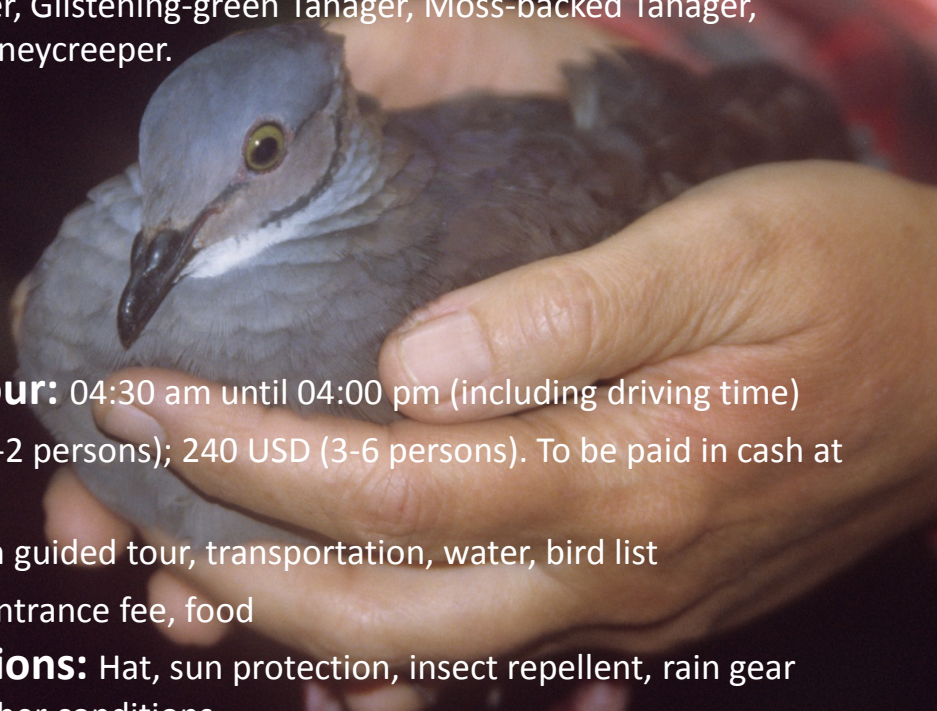 Glistening-green Tanager, Moss-backed Tanager,
our: 04:30 am until 04:00 pm (including driving time)
-2 persons); 240 USD (3-6 persons). To be paid in cash at
guided tour, transportation, water, bird list
ntrance fee, food
ions: Hat, sun protection, insect repellent, rain gear
conditions